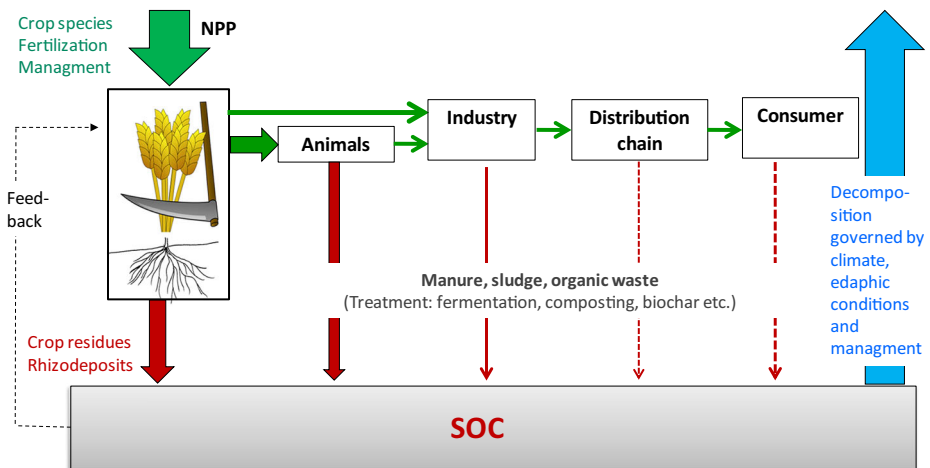 Crop species
Fertilization
Managment
NPP
Industry
Distribution
chain
Consumer
Animals
Feed-
back
Decompo-
sition
governed by
climate,
edaphic
conditions
and
managment
Manure, sludge, organic waste
(Treatment: fermentation, composting, biochar etc.)
Crop residues
Rhizodeposits
SOC